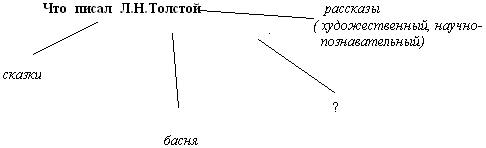 Что писал Л.Н.Толстой
рассказы
( художественный, научно-
познавательный)
сказки
?
басня